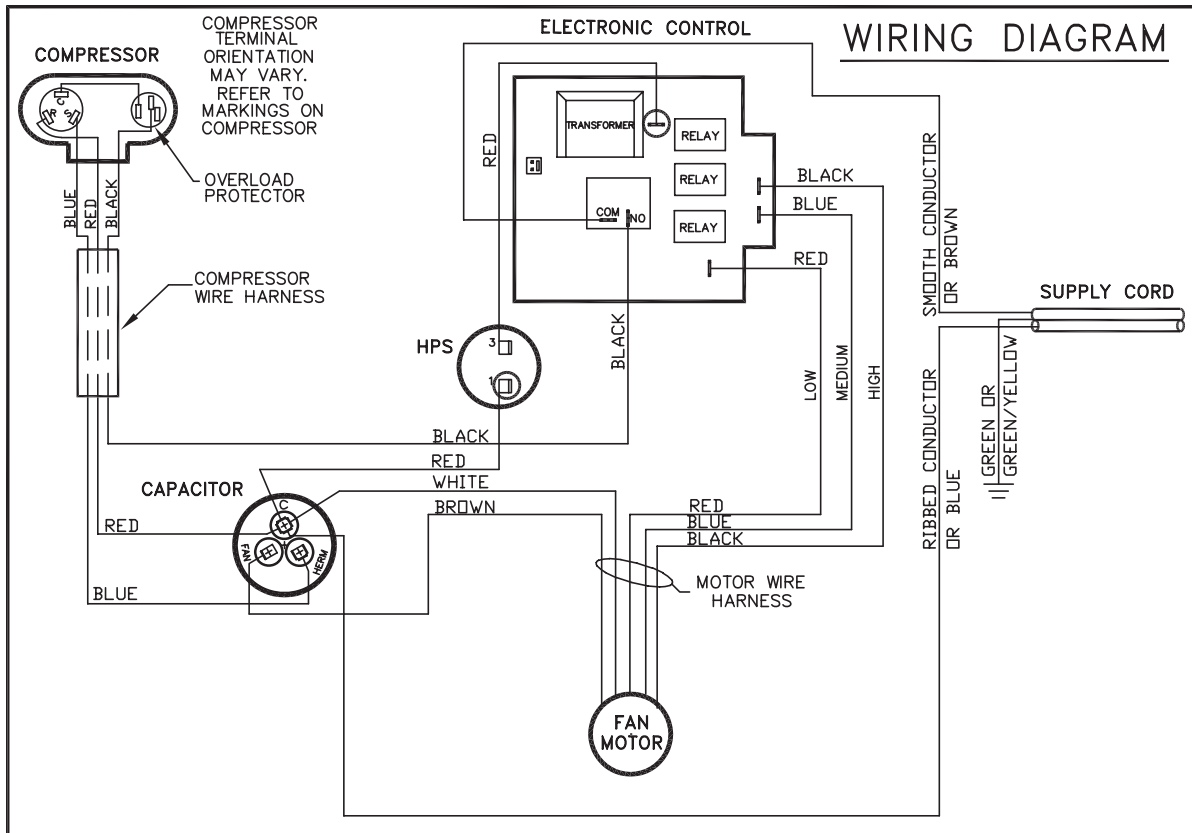 WIRING DIAGRAM
COMPRESSOR
COMPRESSOR
TERMINAL
ORIENTATION
MAY VARY.
REFER TO
MARKINGS ON
COMPRESSOR
C
R
S
OVERLOAD
PROTECTOR
BLUE
RED
BLACK
COMPRESSOR
WIRE HARNESS
ELECTRONIC CONTROL
TRANSFORMER
RELAY
RELAY
RELAY
COM
NO
RED
BLACK
BLUE
RED
BLACK
HPS
3
1
LOW
MEDIUM
HIGH
SMOOTH CONDUCTOR
OR BROWN
SUPPLY CORD
GREEN OR
GREEN/YELLOW
RIBBED CONDUCTOR
OR BLUE
BLACK
RED
WHITE
BROWN
CAPACITOR
C
FAN
HERM
RED
BLUE
RED
BLUE
BLACK
MOTOR WIRE
HARNESS
FAN
MOTOR